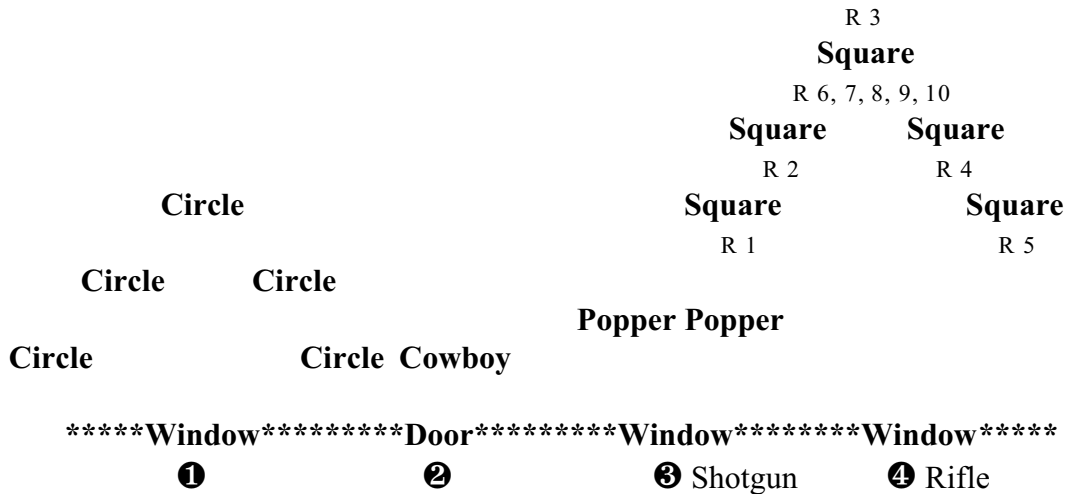 R 3
Square
R 6, 7, 8, 9, 10
Square Square
R 2 R 4
Circle Square Square
R 1 R 5
Circle Circle
Popper Popper
Circle Circle Cowboy
*****Window*********Door*********Window********Window*****
❶ ❷ ❸ Shotgun ❹ Rifle